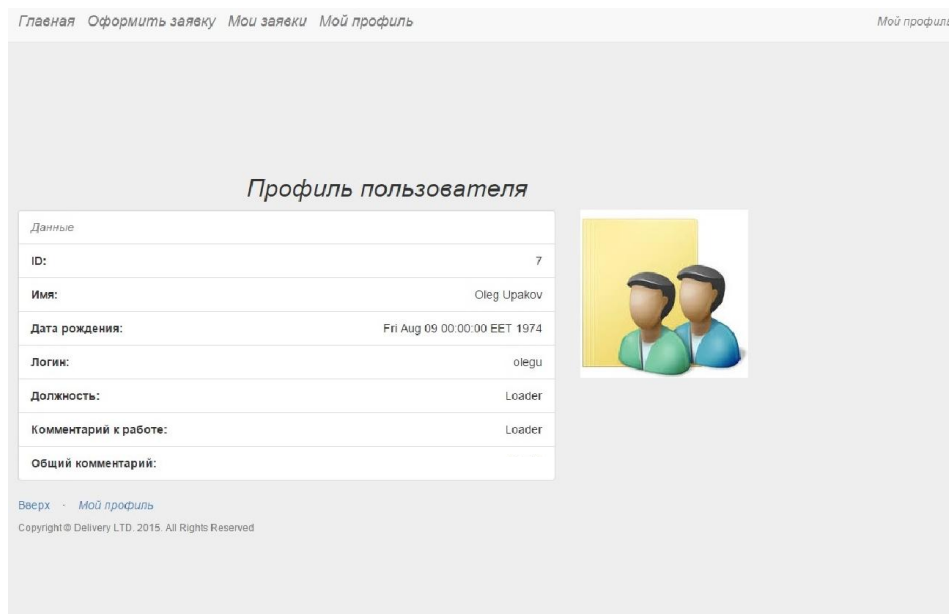 Главная Оформить заявку Мои заявки Мой профиль Мой профиль
Профиль пользователя
Данные
ID: 7
Имя: Oleg Upakov
Дата рождения: Fri Aug 09 00:00:00 EET 1974
Логин: olegu
Должность: Loader
Комментарий к работе: Loader
Общий комментарий:
Вверх · Мой профиль
Copyright © Delivery LTD. 2015. All Rights Reserved